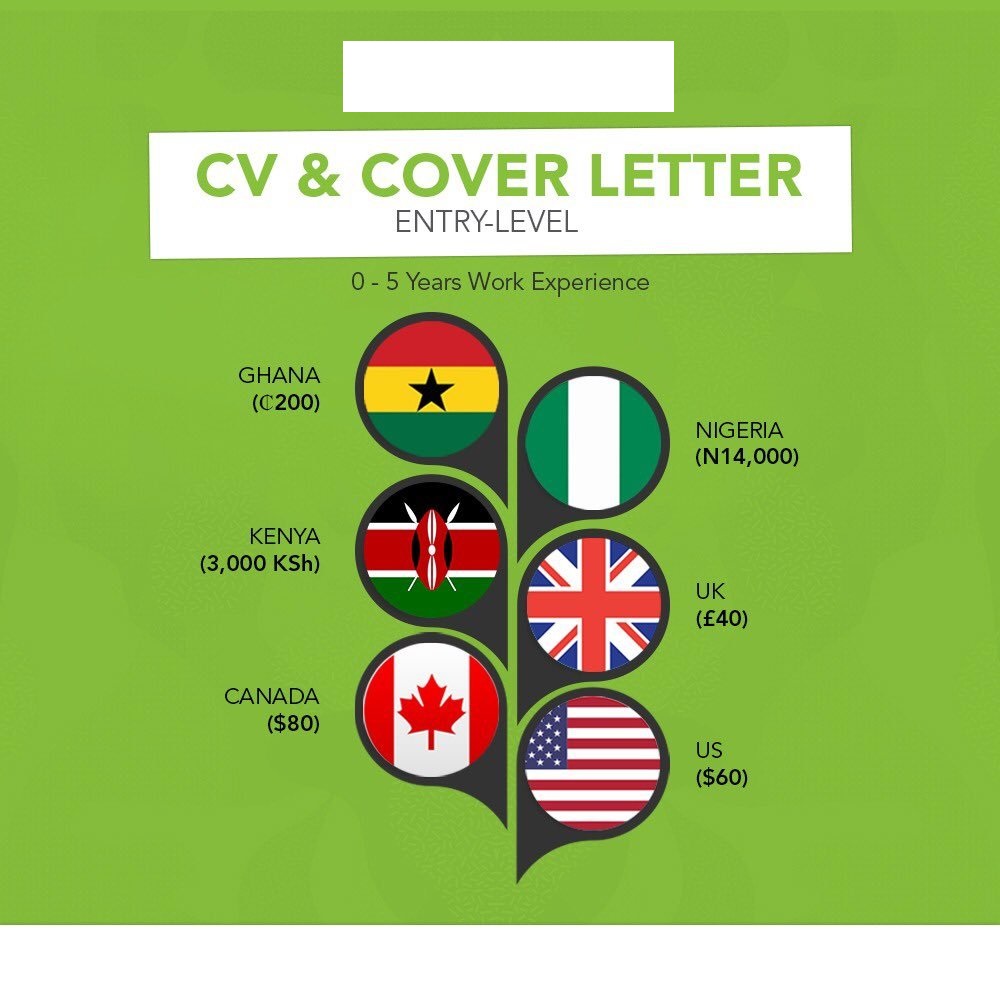 CV & COVER LETTER
ENTRY-LEVEL
0 - 5 Years Work Experience
GHANA
(₵200)
NIGERIA
(N14,000)
KENYA
(3,000 KSh)
UK
(£40)
CANADA
($80)
US
($60)